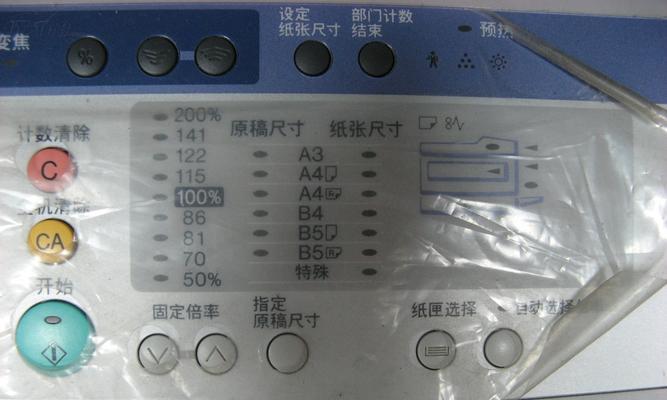 变焦
设定
纸张尺寸
部门计数
结束
预热
%
计数清除
C
CA
开始
200%
141
122
115
100%
86
81
70
50%
原稿尺寸
纸张尺寸
A3
A4
A4R
B4
B5
B5R
特殊
8
固定倍率
指定
原稿尺寸
纸匣选择
自动选择